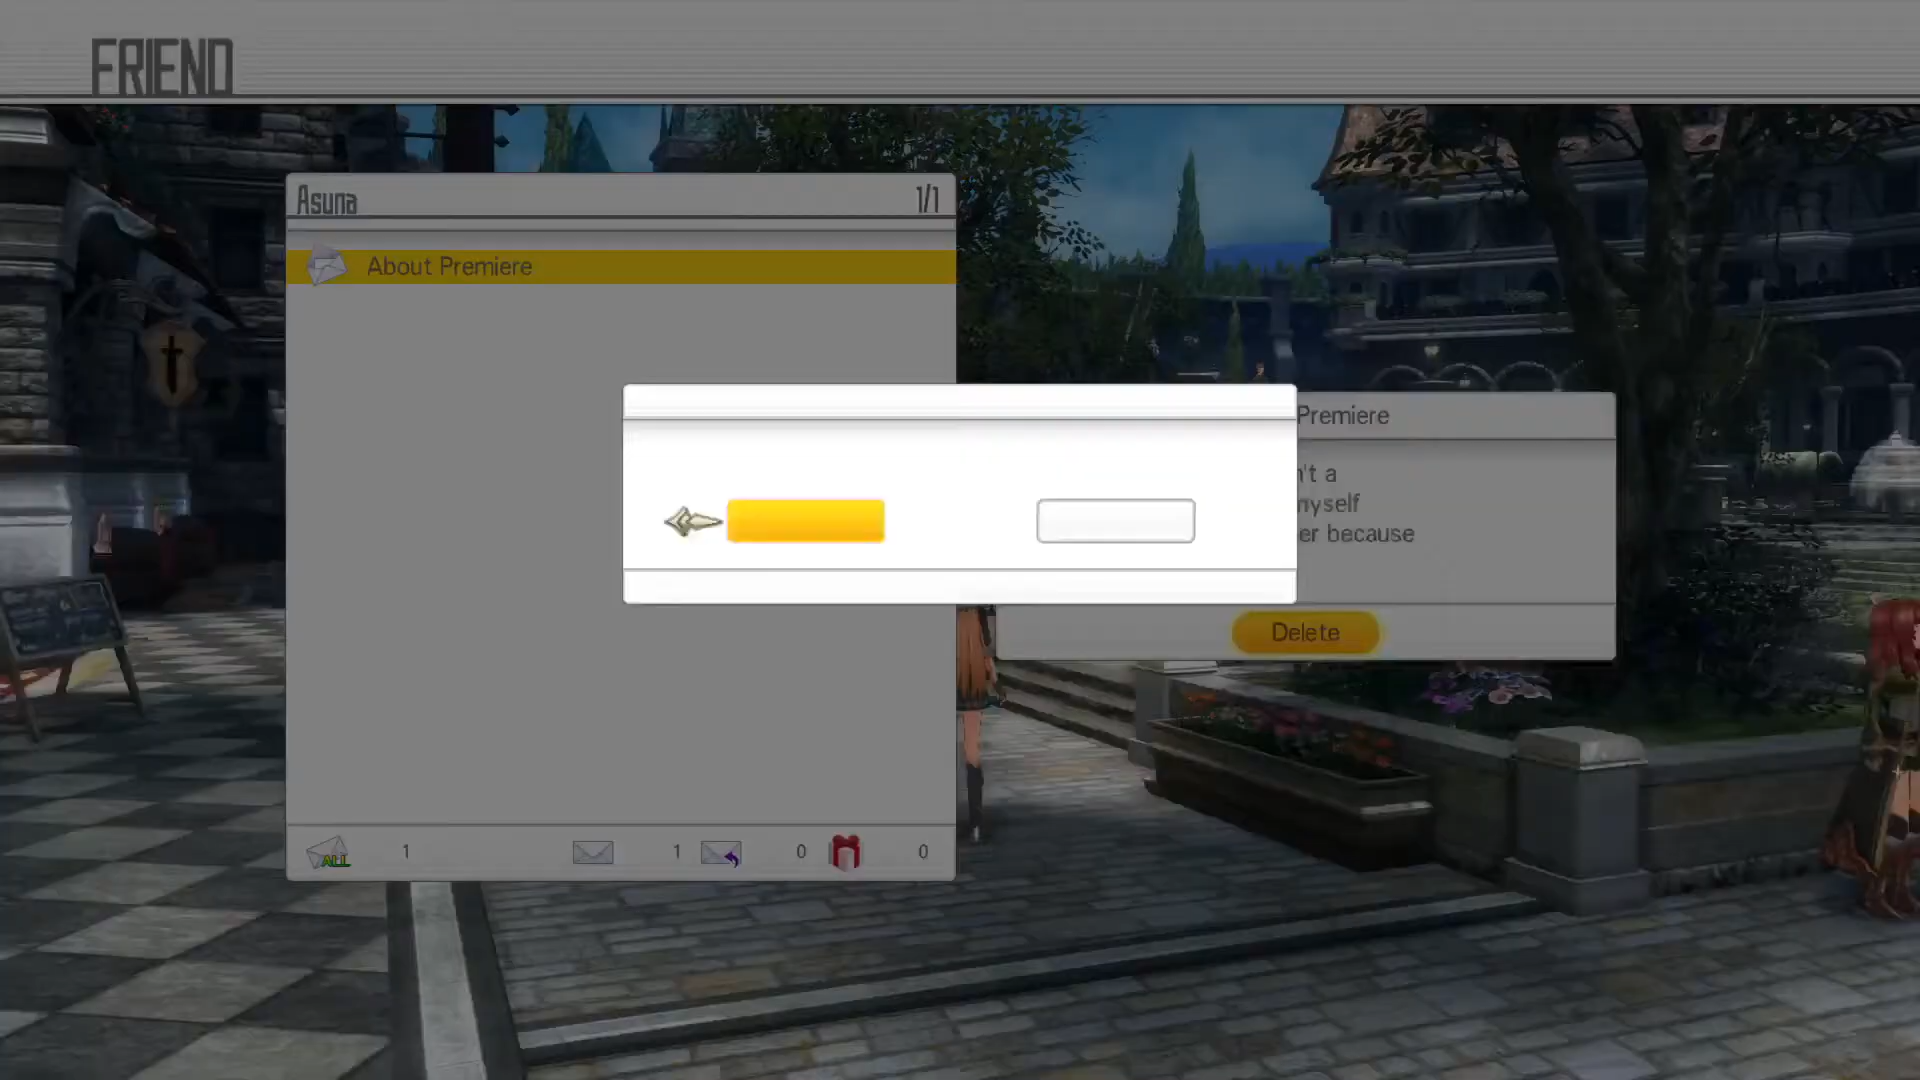 FRIEND
Asuna 1/1
About Premiere
Premiere
n't a
myself
er because
Delete
ALL 1 1 0 0